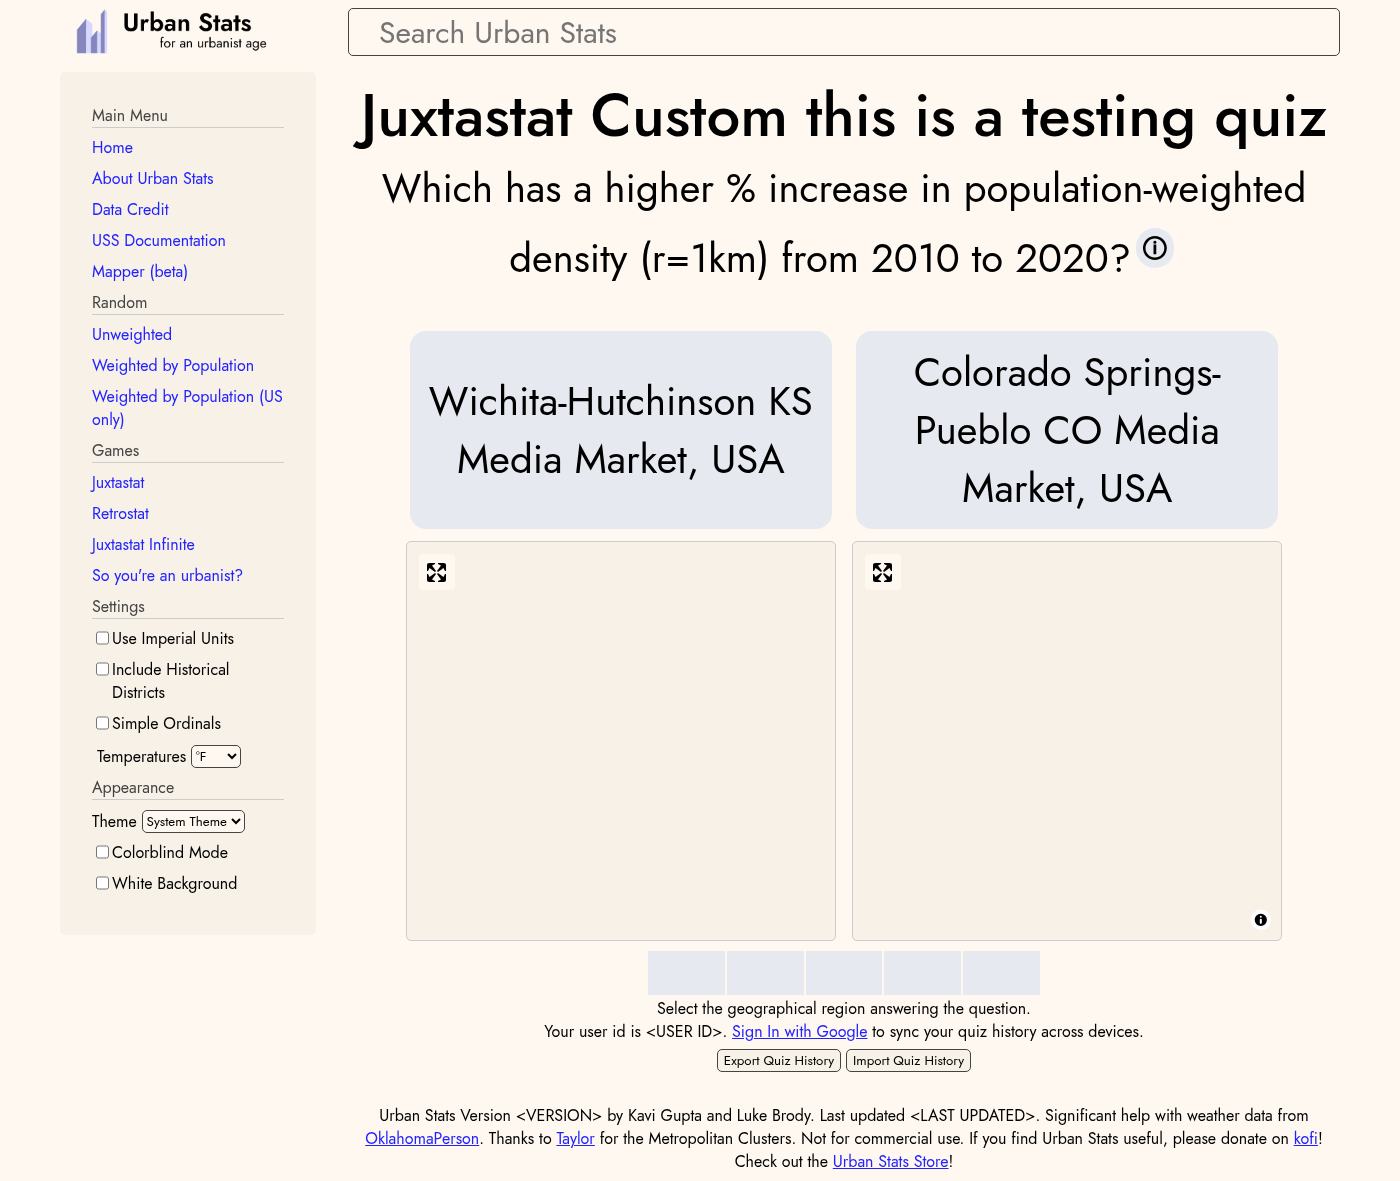 Urban Stats
for an urbanist age
Search Urban Stats
Main Menu
Home
About Urban Stats
Data Credit
USS Documentation
Mapper (beta)
Random
Unweighted
Weighted by Population
Weighted by Population (US
only)
Games
Juxtastat
Retrostat
Juxtastat Infinite
So you're an urbanist?
Settings
Use Imperial Units
Include Historical
Districts
Simple Ordinals
Temperatures °F
Appearance
Theme System Theme
Colorblind Mode
White Background
Juxtastat Custom this is a testing quiz
Which has a higher % increase in population-weighted
density (r=1km) from 2010 to 2020?
Wichita-Hutchinson KS
Media Market, USA
Colorado Springs-
Pueblo CO Media
Market, USA
Select the geographical region answering the question.
Your user id is <USER ID>. Sign In with Google to sync your quiz history across devices.
Export Quiz History Import Quiz History
Urban Stats Version <VERSION> by Kavi Gupta and Luke Brody. Last updated <LAST UPDATED>. Significant help with weather data from
OklahomaPerson. Thanks to Taylor for the Metropolitan Clusters. Not for commercial use. If you find Urban Stats useful, please donate on kofi!
Check out the Urban Stats Store!